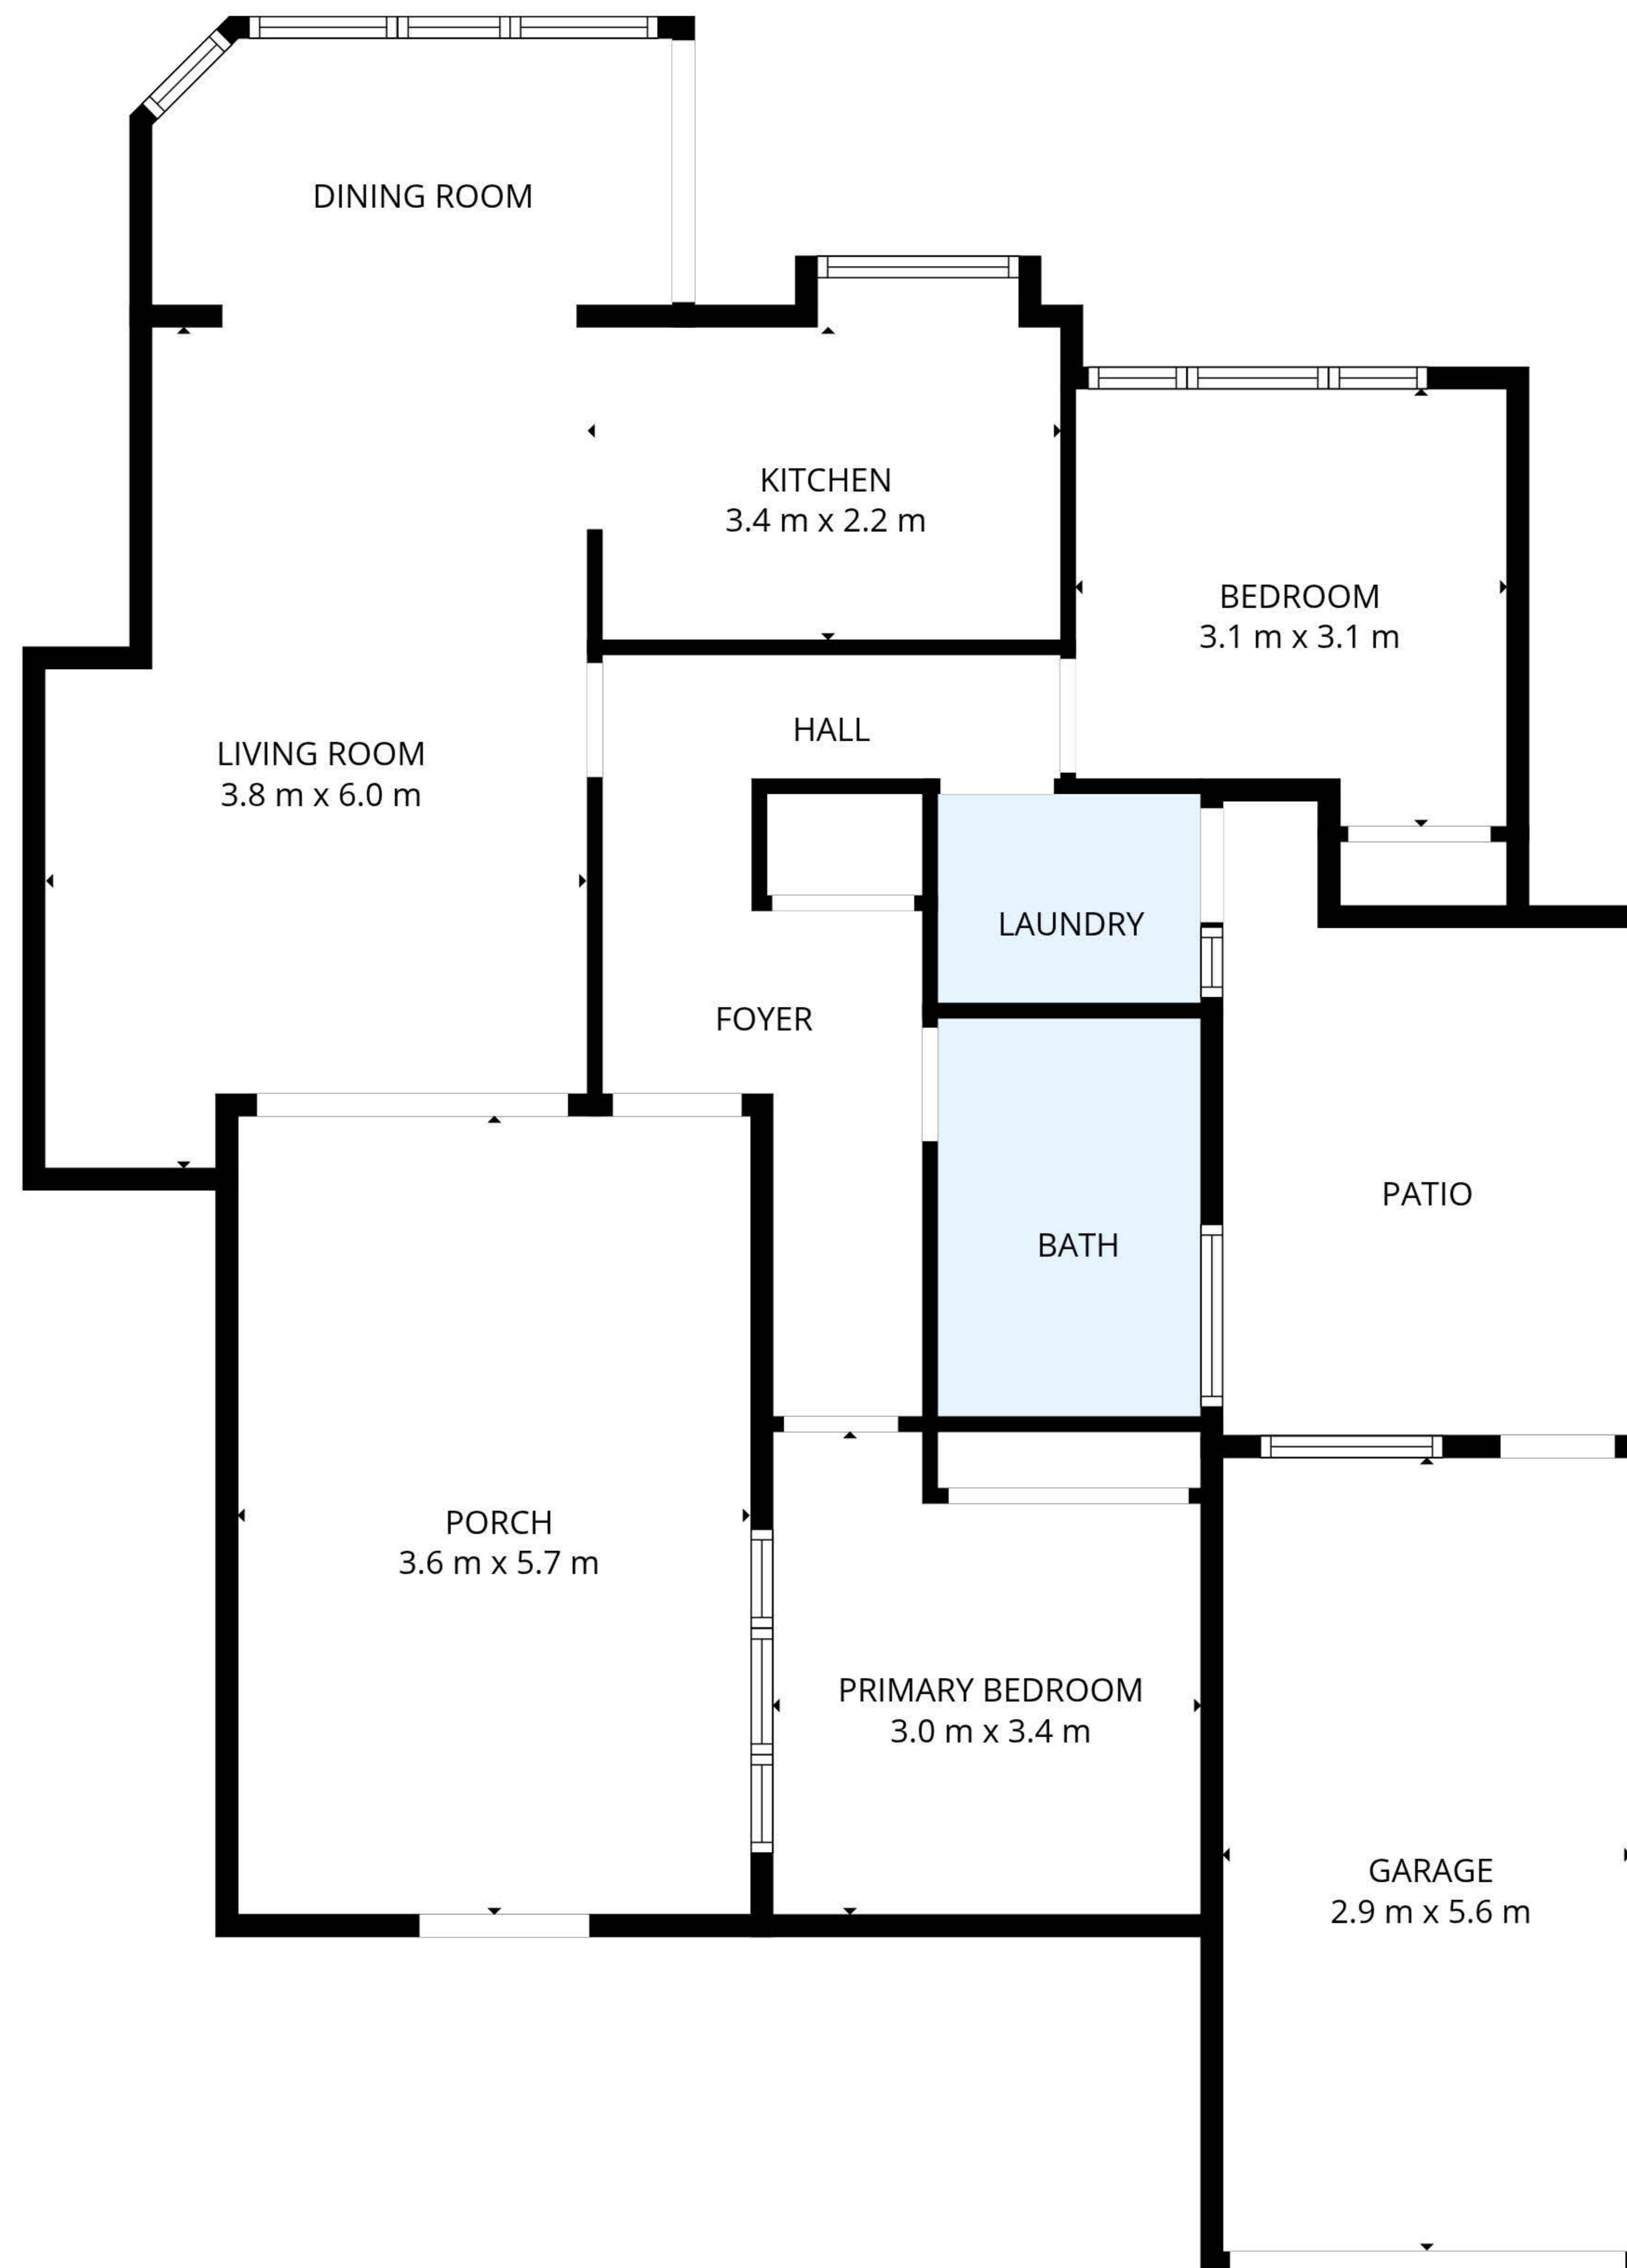 DINING ROOM
KITCHEN
3.4 m x 2.2 m
BEDROOM
3.1 m x 3.1 m
HALL
LIVING ROOM
3.8 m x 6.0 m
LAUNDRY
FOYER
PATIO
BATH
PORCH
3.6 m x 5.7 m
PRIMARY BEDROOM
3.0 m x 3.4 m
GARAGE
2.9 m x 5.6 m